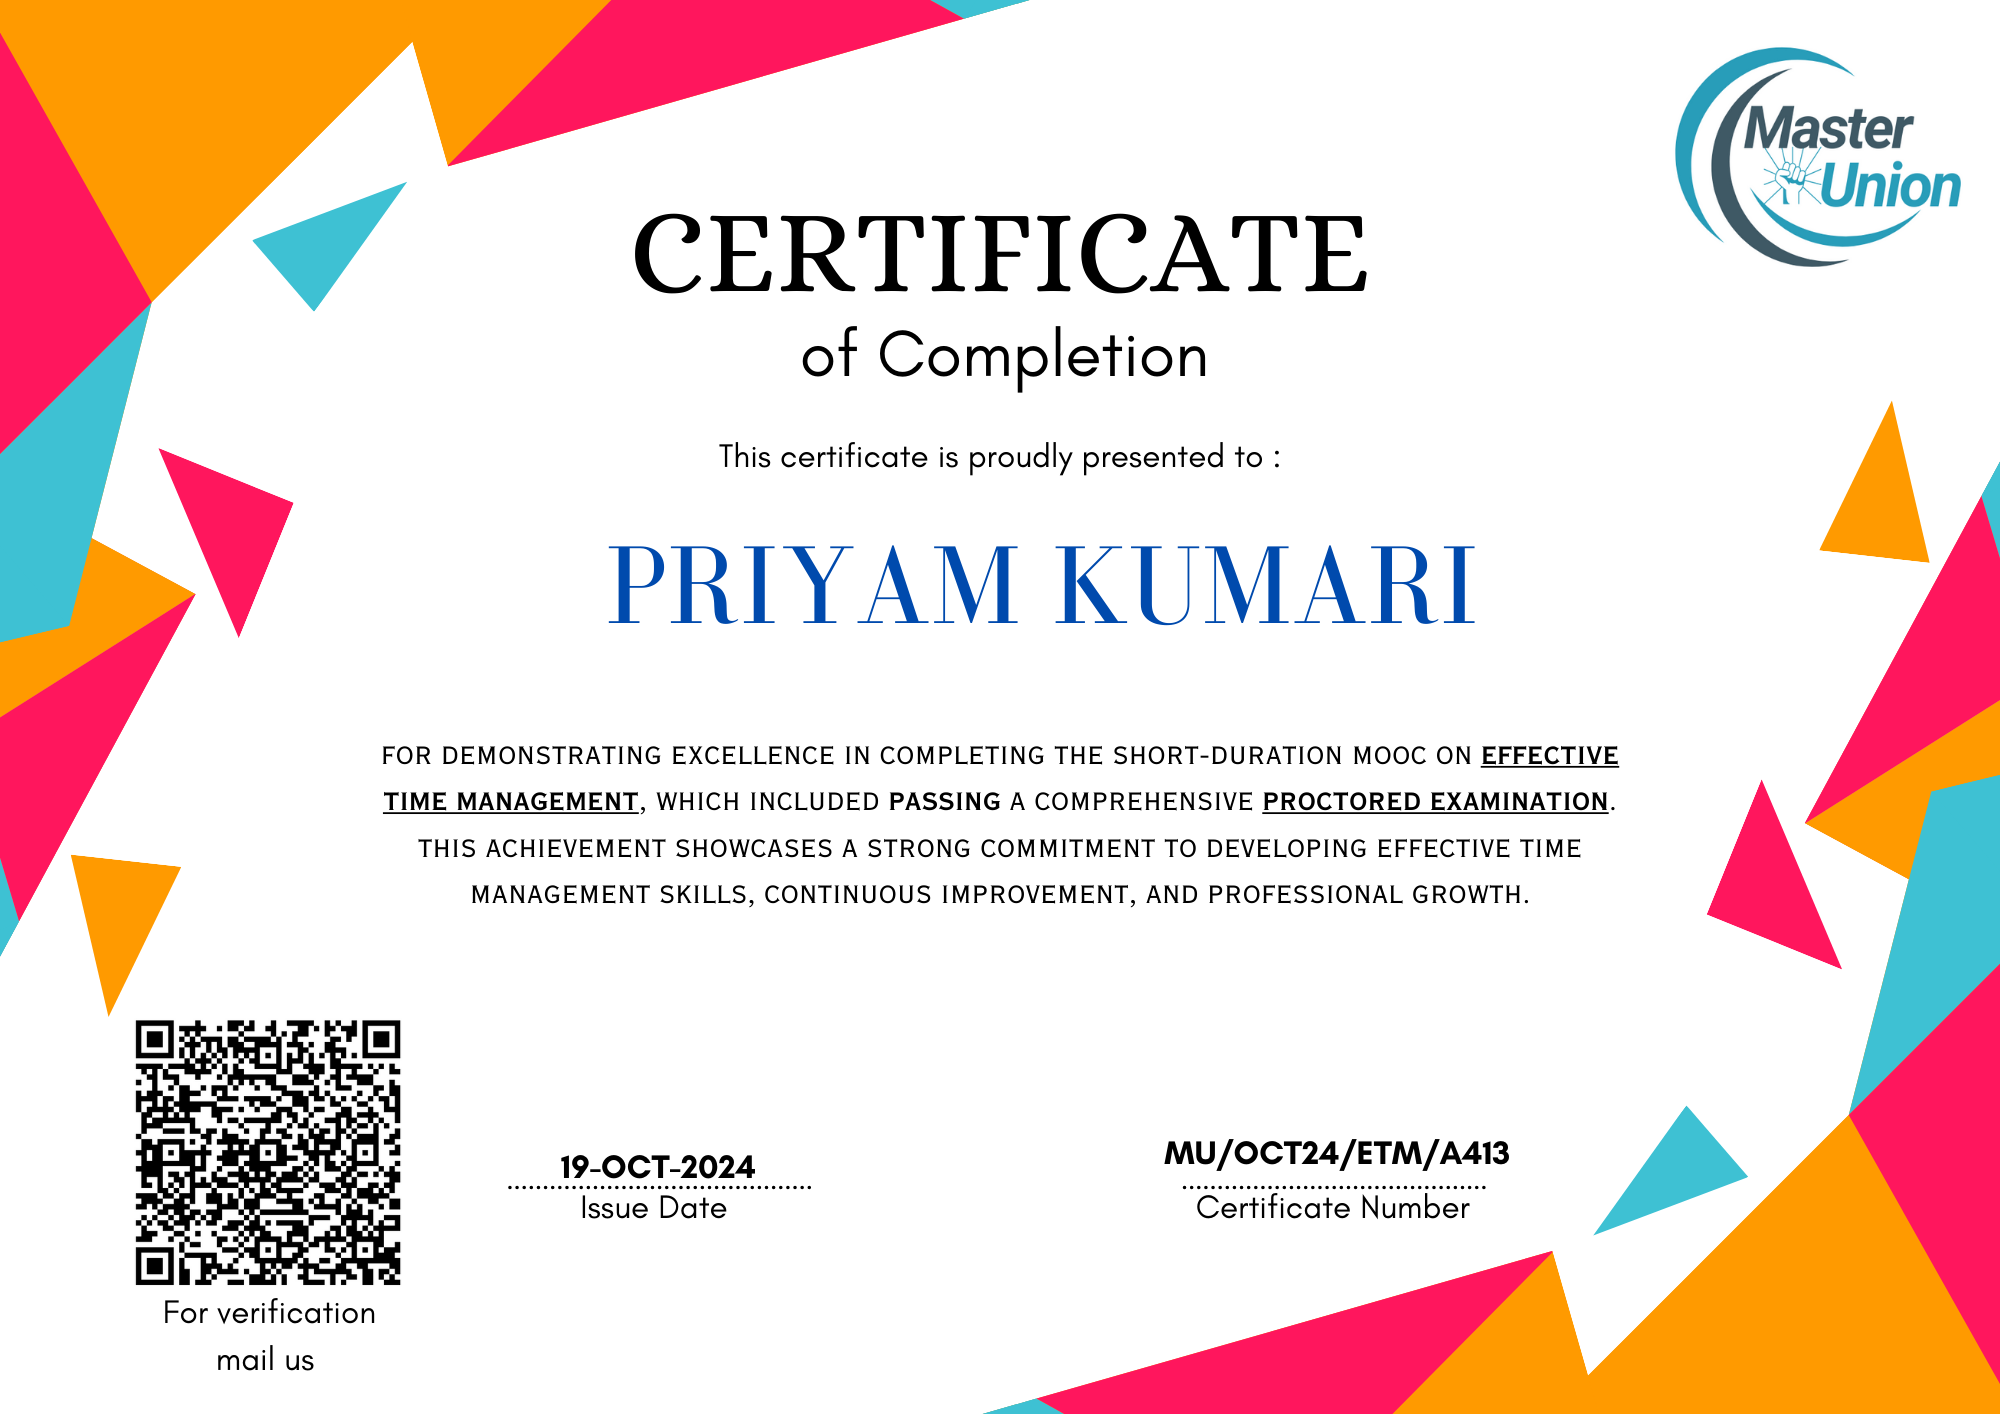 Master
Union
CERTIFICATE
of Completion
This certificate is proudly presented to :
PRIYAM KUMARI
FOR DEMONSTRATING EXCELLENCE IN COMPLETING THE SHORT-DURATION MOOC ON EFFECTIVE
TIME MANAGEMENT, WHICH INCLUDED PASSING A COMPREHENSIVE PROCTORED EXAMINATION.
THIS ACHIEVEMENT SHOWCASES A STRONG COMMITMENT TO DEVELOPING EFFECTIVE TIME
MANAGEMENT SKILLS, CONTINUOUS IMPROVEMENT, AND PROFESSIONAL GROWTH.
19-OCT-2024
Issue Date
MU/OCT24/ETM/A413
Certificate Number
For verification
mail us